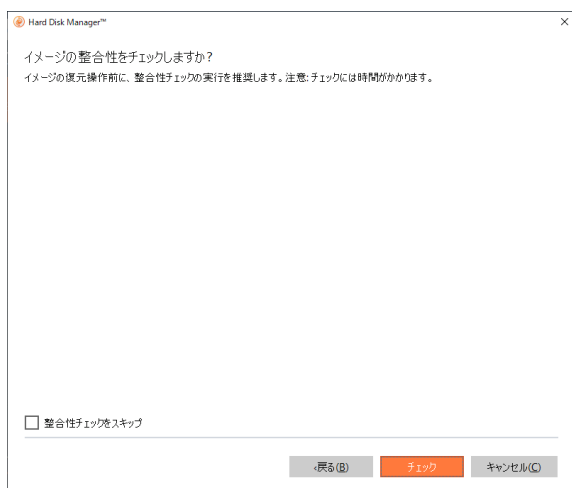 Hard Disk Manager™
イメージの整合性をチェックしますか?
イメージの復元操作前に、整合性チェックの実行を推奨します。注意: チェックには時間がかかります。
整合性チェックをスキップ
‹戻る(B)
チェック
キャンセル(C)